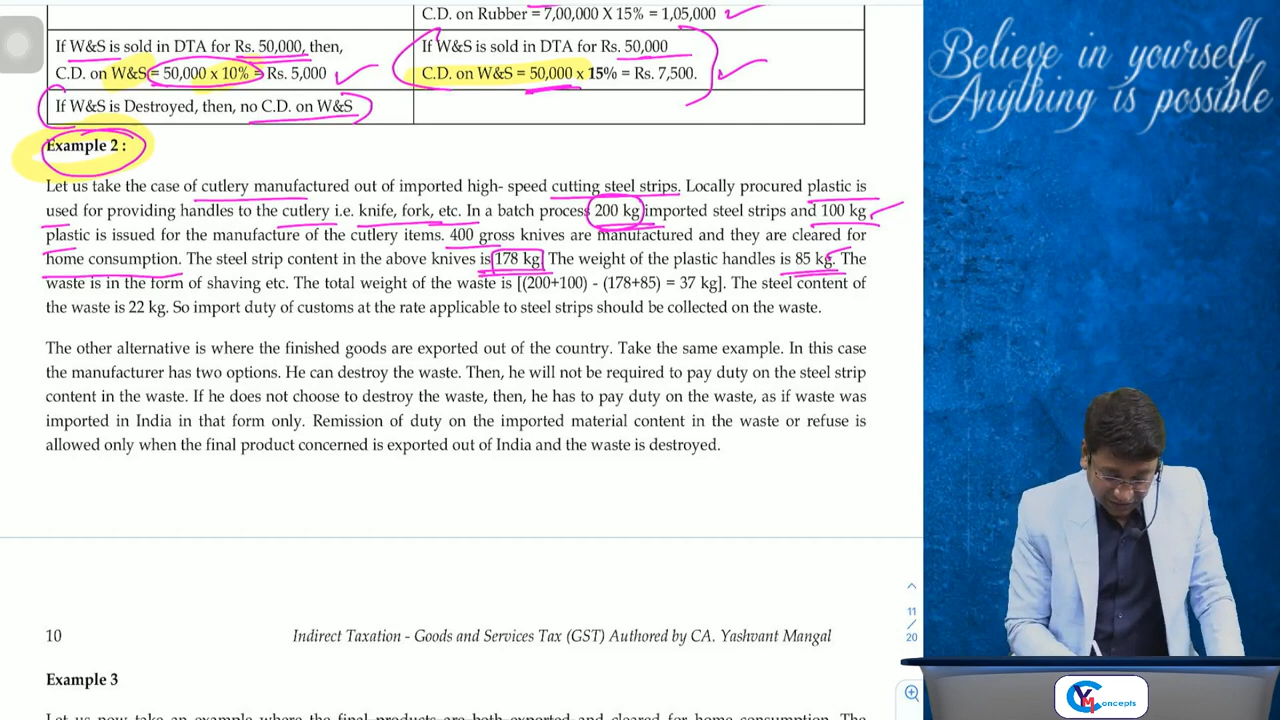 C.D. on Rubber = 7,00,000 X 15% = 1,05,000
If W&S is sold in DTA for Rs. 50,000, then,
C.D. on W&S = 50,000 x 10% = Rs. 5,000
If W&S is sold in DTA for Rs. 50,000
C.D. on W&S = 50,000 x 15% = Rs. 7,500.
If W&S is Destroyed, then, no C.D. on W&S
Example 2 :
Let us take the case of cutlery manufactured out of imported high- speed cutting steel strips. Locally procured plastic is
used for providing handles to the cutlery i.e. knife, fork, etc. In a batch process 200 kg imported steel strips and 100 kg
plastic is issued for the manufacture of the cutlery items. 400 gross knives are manufactured and they are cleared for
home consumption. The steel strip content in the above knives is 178 kg. The weight of the plastic handles is 85 kg. The
waste is in the form of shaving etc. The total weight of the waste is [(200+100) - (178+85) = 37 kg]. The steel content of
the waste is 22 kg. So import duty of customs at the rate applicable to steel strips should be collected on the waste.
The other alternative is where the finished goods are exported out of the country. Take the same example. In this case
the manufacturer has two options. He can destroy the waste. Then, he will not be required to pay duty on the steel strip
content in the waste. If he does not choose to destroy the waste, then, he has to pay duty on the waste, as if waste was
imported in India in that form only. Remission of duty on the imported material content in the waste or refuse is
allowed only when the final product concerned is exported out of India and the waste is destroyed.
10
Indirect Taxation - Goods and Services Tax (GST) Authored by CA. Yashvant Mangal
Example 3
11
/
20
Believe in yourself
Anything is possible
YM Concepts